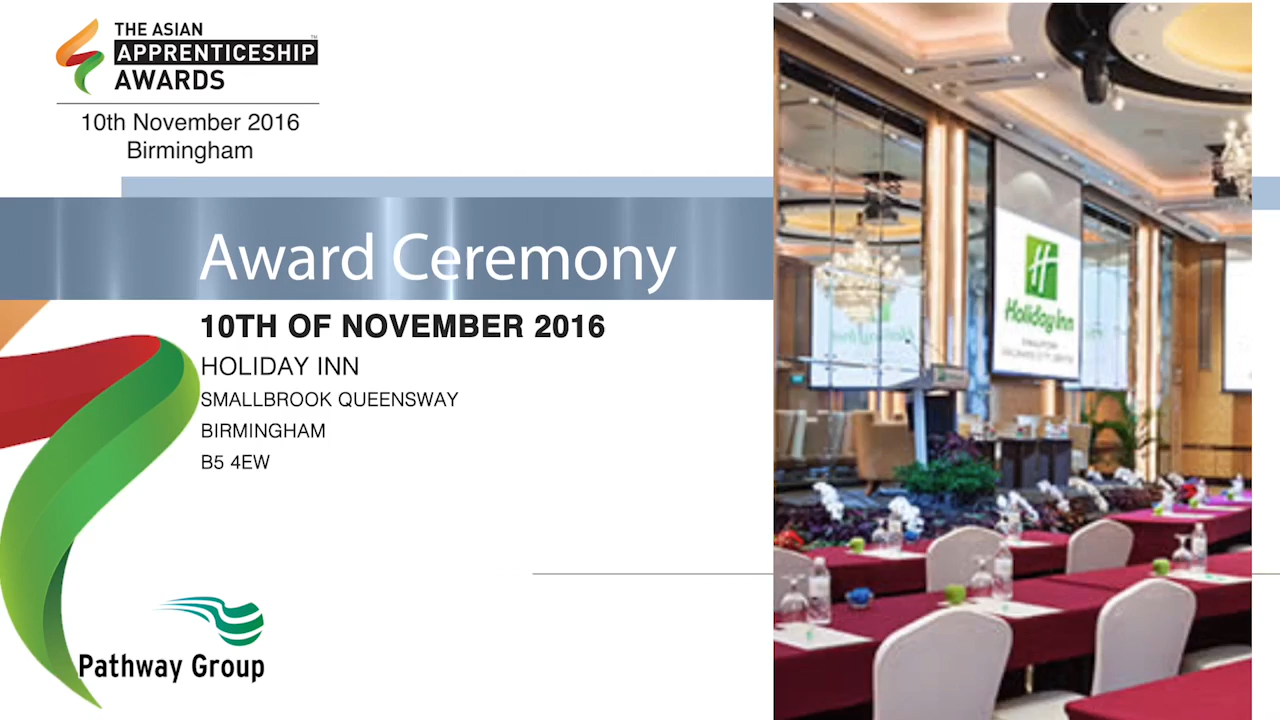 THE ASIAN
APPRENTICESHIP
AWARDS
10th November 2016
Birmingham
Award Ceremony
10TH OF NOVEMBER 2016
HOLIDAY INN
SMALLBROOK QUEENSWAY
BIRMINGHAM
B5 4EW
Pathway Group
Holiday Inn